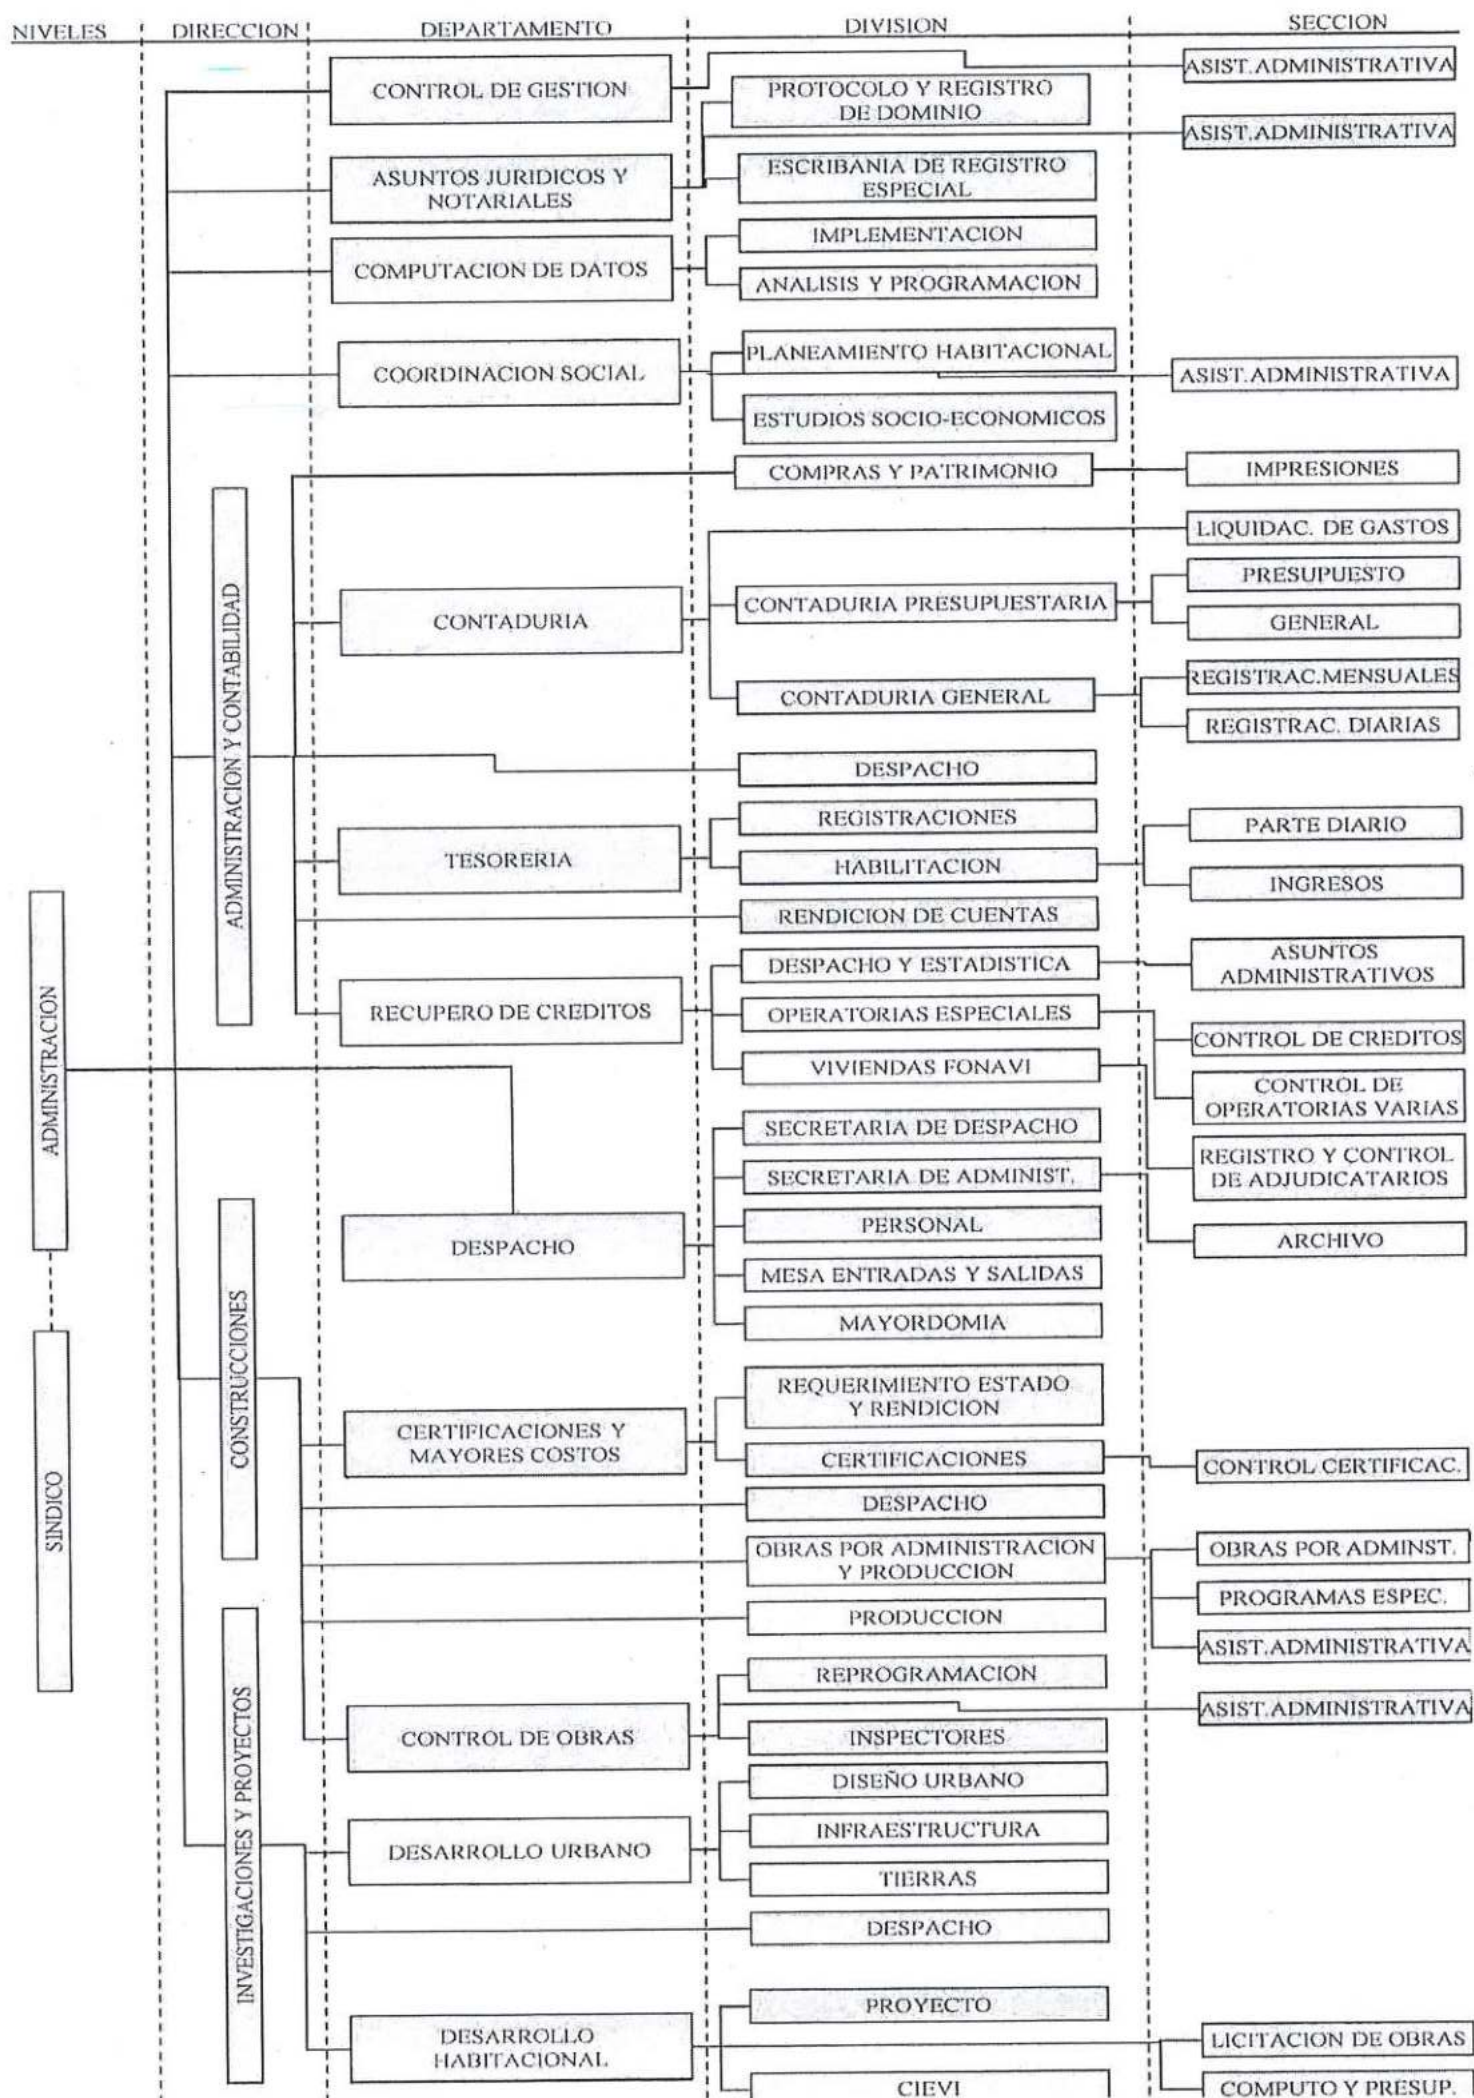 NIVELES
DIRECCION
DEPARTAMENTO
DIVISION
SECCION
CONTROL DE GESTION
ASIST.ADMINISTRATIVA
PROTOCOLO Y REGISTRO
DE DOMINIO
ASIST.ADMINISTRATIVA
ASUNTOS JURIDICOS Y
NOTARIALES
ESCRIBANIA DE REGISTRO
ESPECIAL
COMPUTACION DE DATOS
IMPLEMENTACION
ANALISIS Y PROGRAMACION
COORDINACION SOCIAL
PLANEAMIENTO HABITACIONAL
ASIST.ADMINISTRATIVA
ESTUDIOS SOCIO-ECONOMICOS
ADMINISTRACION Y CONTABILIDAD
COMPRAS Y PATRIMONIO
IMPRESIONES
LIQUIDAC. DE GASTOS
CONTADURIA
CONTADURIA PRESUPUESTARIA
PRESUPUESTO
GENERAL
CONTADURIA GENERAL
REGISTRAC.MENSUALES
REGISTRAC. DIARIAS
DESPACHO
TESORERIA
REGISTRACIONES
HABILITACION
PARTE DIARIO
INGRESOS
RENDICION DE CUENTAS
RECUPERO DE CREDITOS
DESPACHO Y ESTADISTICA
ASUNTOS
ADMINISTRATIVOS
OPERATORIAS ESPECIALES
CONTROL DE CREDITOS
VIVIENDAS FONAVI
CONTROL DE
OPERATORIAS VARIAS
REGISTRO Y CONTROL
DE ADJUDICATARIOS
ADMINISTRACION
SINDICO
DESPACHO
SECRETARIA DE DESPACHO
SECRETARIA DE ADMINIST.
ARCHIVO
PERSONAL
MESA ENTRADAS Y SALIDAS
MAYORDOMIA
CONSTRUCCIONES
CERTIFICACIONES Y
MAYORES COSTOS
REQUERIMIENTO ESTADO
Y RENDICION
CERTIFICACIONES
CONTROL CERTIFICAC.
DESPACHO
OBRAS POR ADMINISTRACION
Y PRODUCCION
OBRAS POR ADMINST.
PROGRAMAS ESPEC.
ASIST.ADMINISTRATIVA
PRODUCCION
CONTROL DE OBRAS
REPROGRAMACION
ASIST.ADMINISTRATIVA
INSPECTORES
INVESTIGACIONES Y PROYECTOS
DESARROLLO URBANO
DISEÑO URBANO
INFRAESTRUCTURA
TIERRAS
DESPACHO
DESARROLLO
HABITACIONAL
PROYECTO
LICITACION DE OBRAS
CIEVI
COMPUTO Y PRESUP.